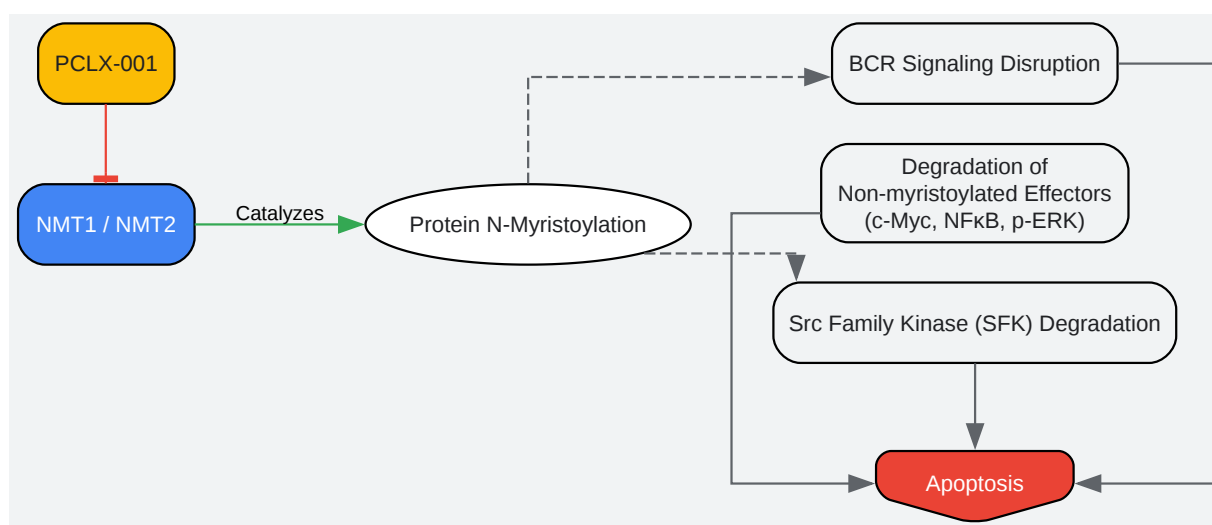 PCLX-001
BCR Signaling Disruption
Degradation of
Non-myristoylated Effectors
(c-Myc, NFκB, p-ERK)
NMT1 / NMT2
Catalyzes
Protein N-Myristoylation
Src Family Kinase (SFK) Degradation
Apoptosis